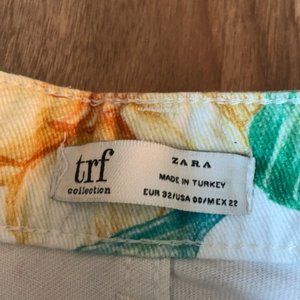 trf
collection
ZARA
MADE IN TURKEY
EUR 32/USA 00/MEX 22